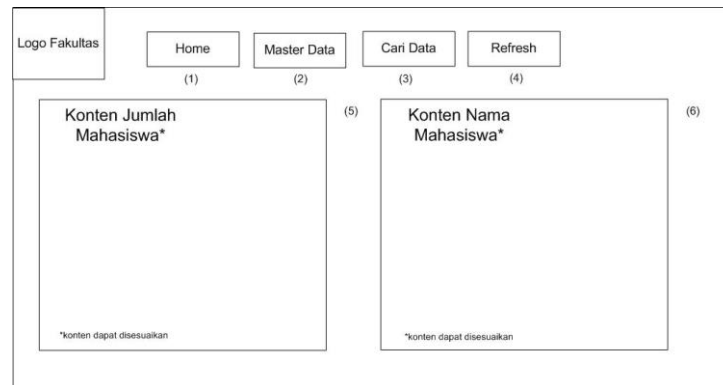 Logo Fakultas
Home
Master Data
Cari Data
Refresh
(1)
(2)
(3)
(4)
Konten Jumlah
Mahasiswa*
(5)
Konten Nama
Mahasiswa*
(6)
*konten dapat disesuaikan
*konten dapat disesuaikan